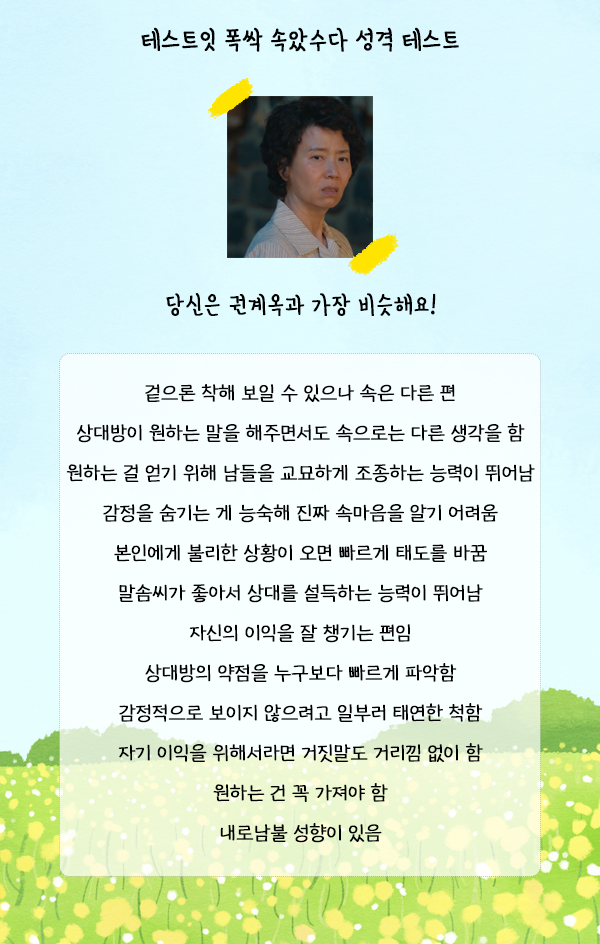 테스트잇 폭싹 속았수다 성격 테스트
당신은 권계옥과 가장 비슷해요!
겉으론 착해 보일 수 있으나 속은 다른 편
상대방이 원하는 말을 해주면서도 속으로는 다른 생각을 함
원하는 걸 얻기 위해 남들을 교묘하게 조종하는 능력이 뛰어남
감정을 숨기는 게 능숙해 진짜 속마음을 알기 어려움
본인에게 불리한 상황이 오면 빠르게 태도를 바꿈
말솜씨가 좋아서 상대를 설득하는 능력이 뛰어남
자신의 이익을 잘 챙기는 편임
상대방의 약점을 누구보다 빠르게 파악함
감정적으로 보이지 않으려고 일부러 태연한 척함
자기 이익을 위해서라면 거짓말도 거리낌 없이 함
원하는 건 꼭 가져야 함
내로남불 성향이 있음